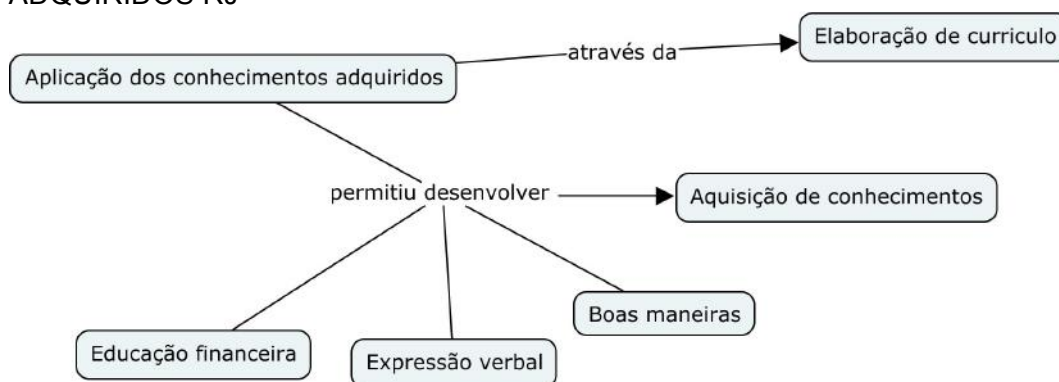 Elaboração de curriculo
através da
Aplicação dos conhecimentos adquiridos
permitiu desenvolver
Aquisição de conhecimentos
Boas maneiras
Educação financeira
Expressão verbal